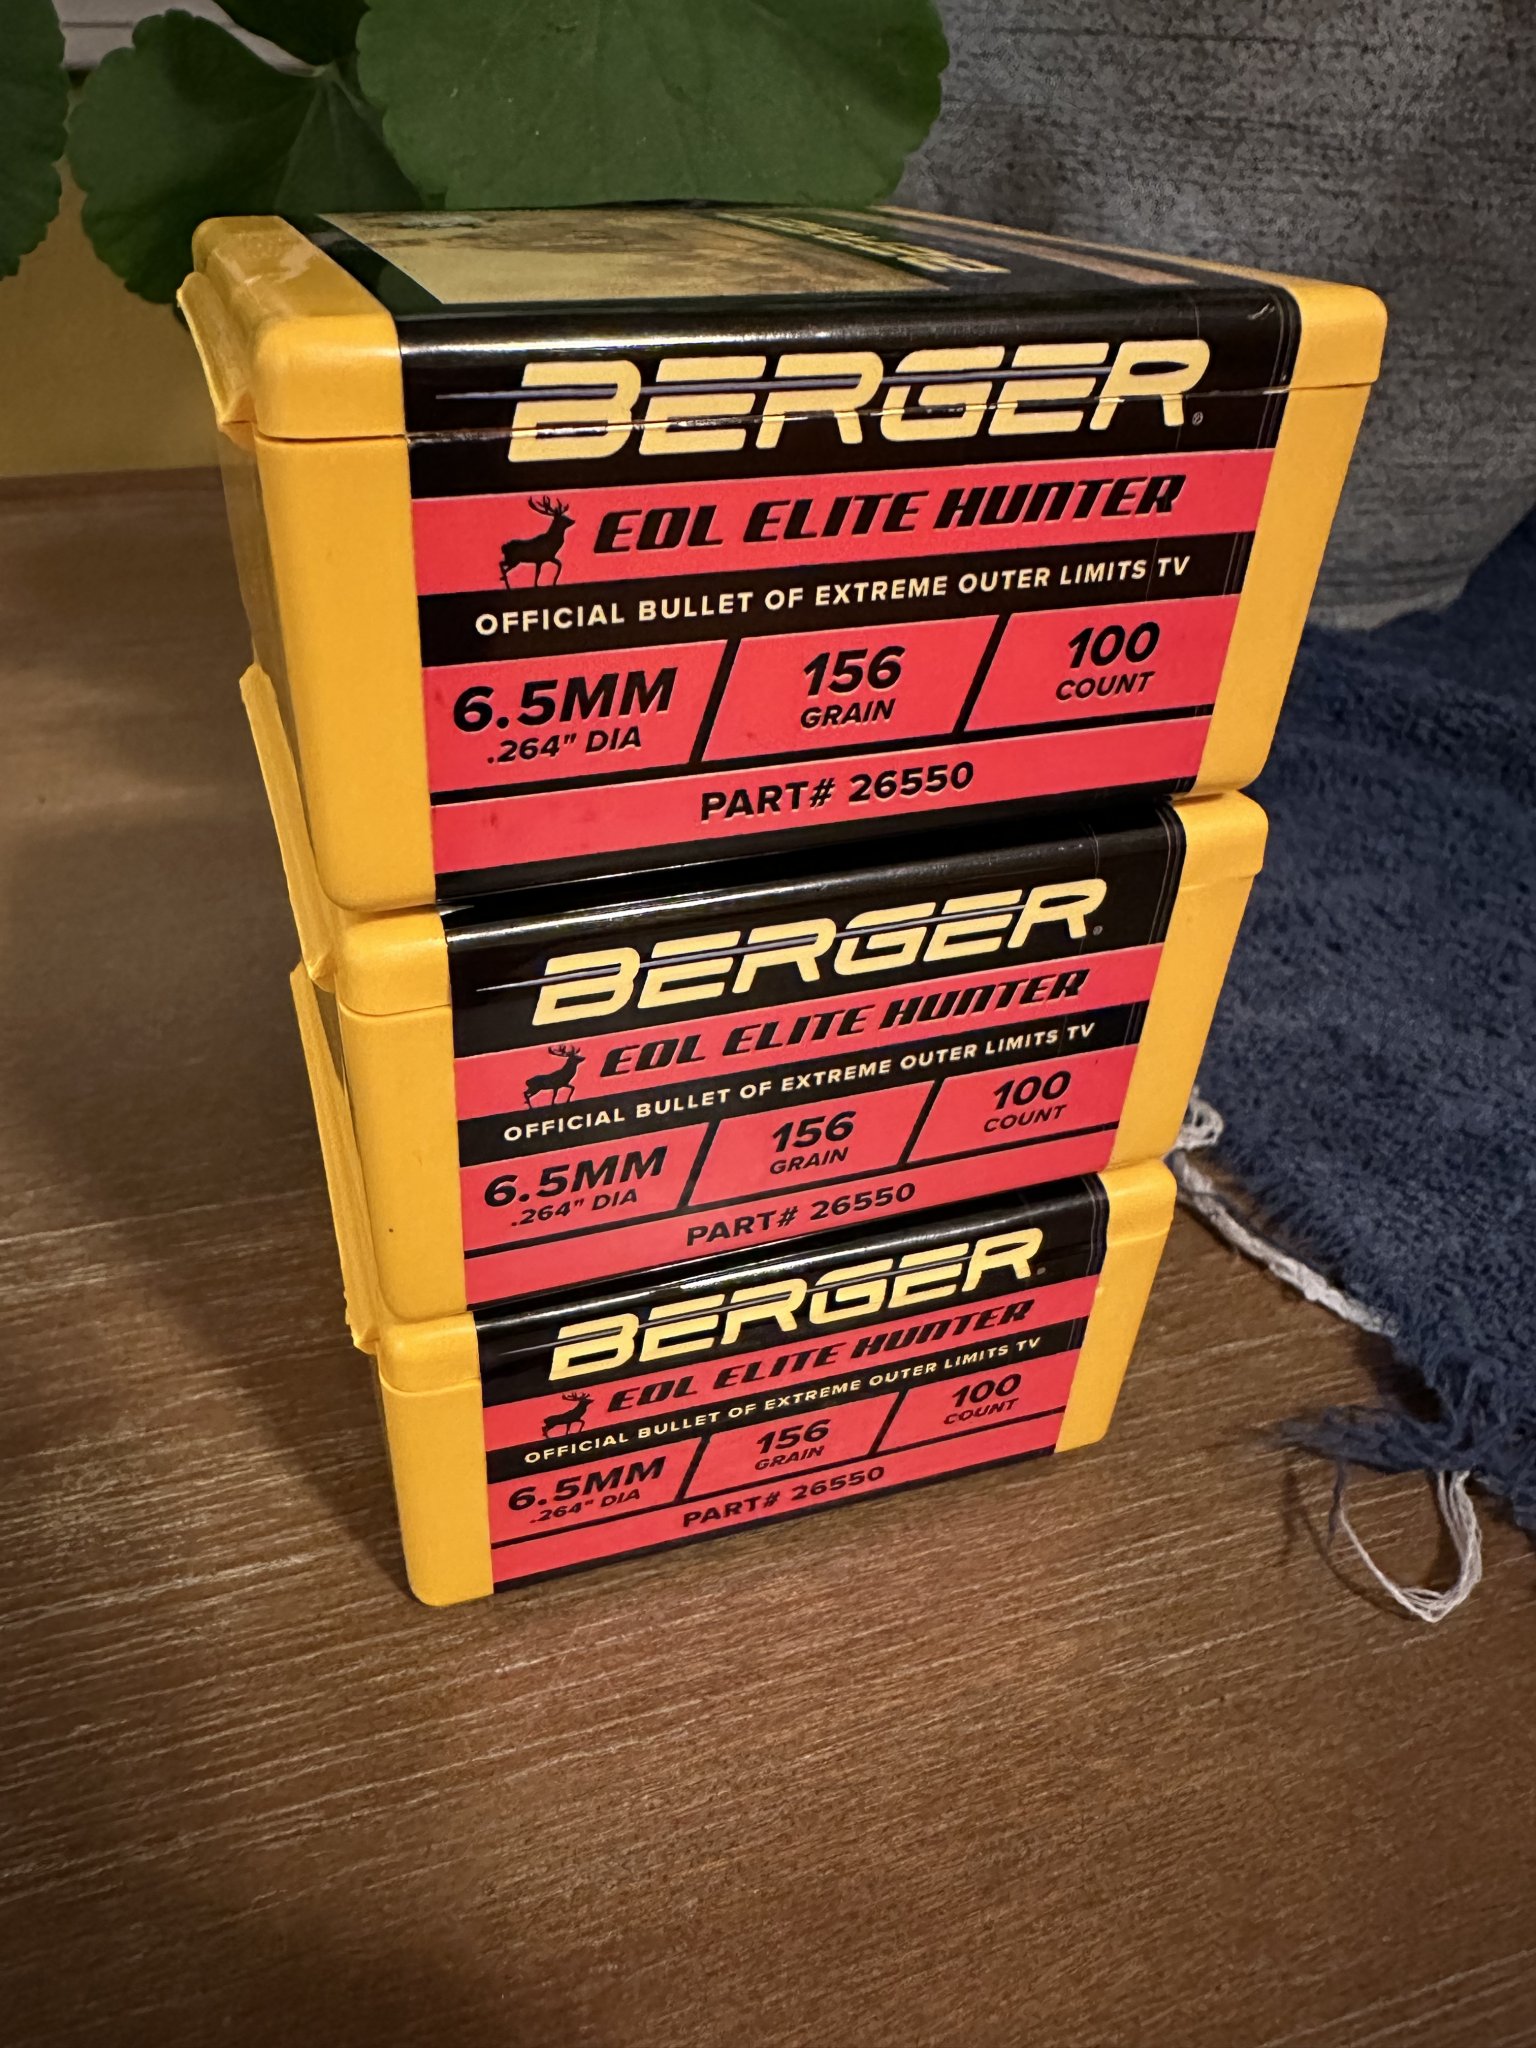 BERGER®
EOL ELITE HUNTER
OFFICIAL BULLET OF EXTREME OUTER LIMITS TV
6.5MM
.264" DIA
156
GRAIN
100
COUNT
PART# 26550
BERGER®
EOL ELITE HUNTER
OFFICIAL BULLET OF EXTREME OUTER LIMITS TV
6.5MM
.264" DIA
156
GRAIN
100
COUNT
PART# 26550
BERGER®
EOL ELITE HUNTER
OFFICIAL BULLET OF EXTREME OUTER LIMITS TV
6.5MM
.264" DIA
156
GRAIN
100
COUNT
PART# 26550